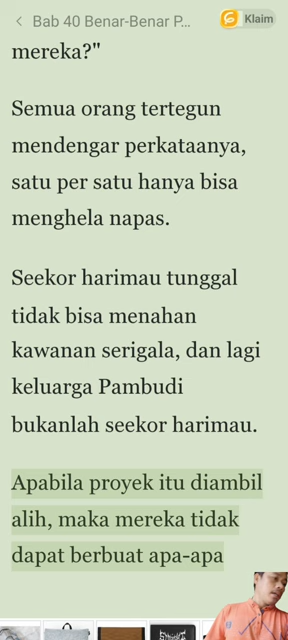 Bab 40 Benar-Benar P...
Klaim
mereka?"
Semua orang tertegun
mendengar perkataanya,
satu per satu hanya bisa
menghela napas.
Seekor harimau tunggal
tidak bisa menahan
kawanan serigala, dan lagi
keluarga Pambudi
bukanlah seekor harimau.
Apabila proyek itu diambil
alih, maka mereka tidak
dapat berbuat apa-apa